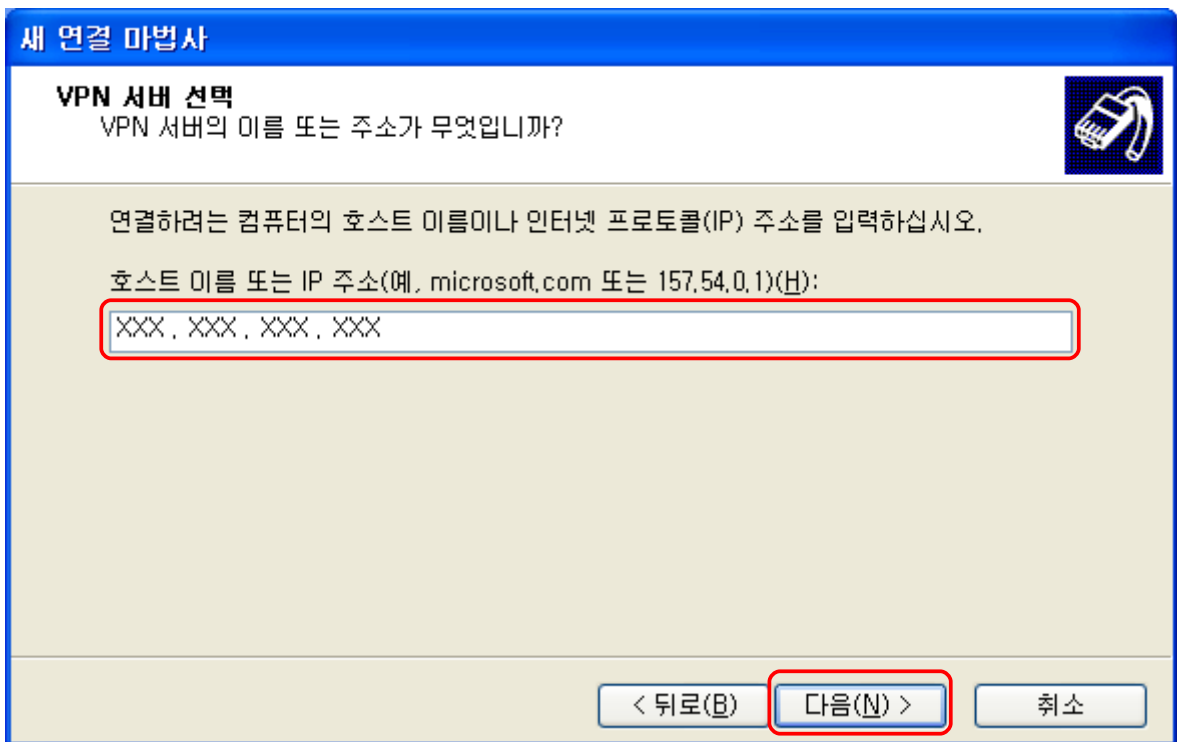 새 연결 마법사
VPN 서버 선택
VPN 서버의 이름 또는 주소가 무엇입니까?
연결하려는 컴퓨터의 호스트 이름이나 인터넷 프로토콜(IP) 주소를 입력하십시오.
호스트 이름 또는 IP 주소(예, microsoft.com 또는 157.54.0.1)(H):
XXX . XXX . XXX . XXX
< 뒤로(B) 다음(N) > 취소